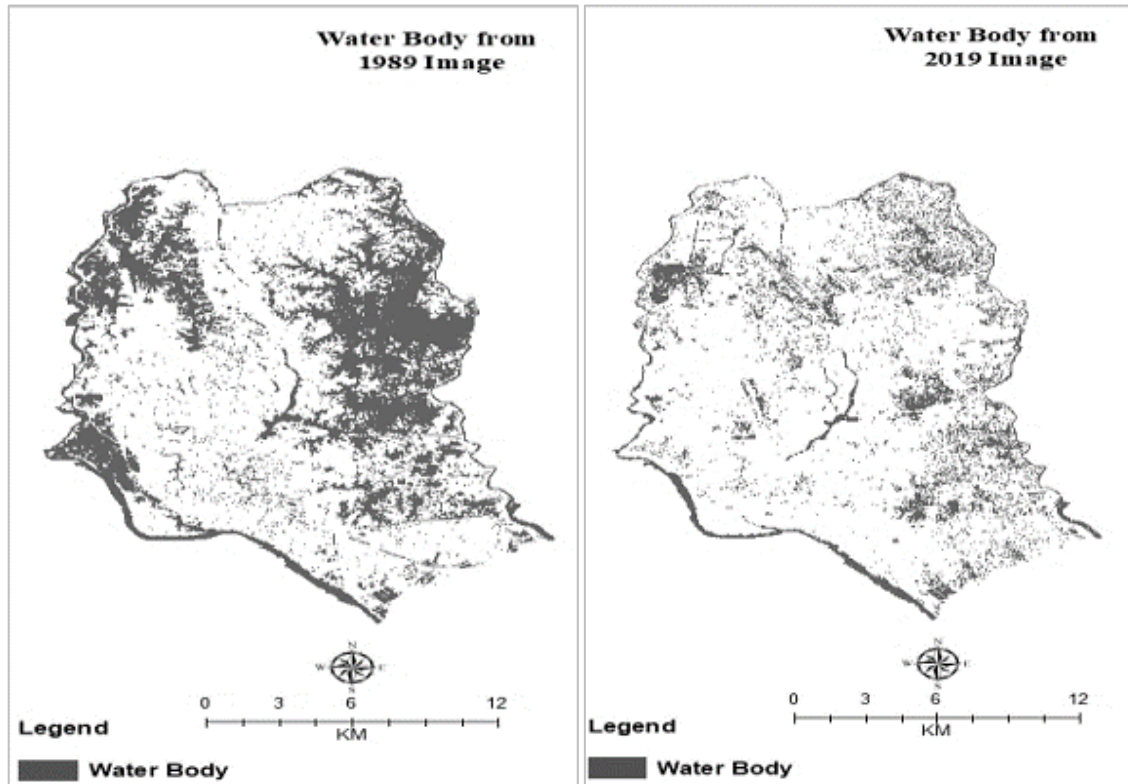 Water Body from
1989 Image
N
W E
S
0 3 6 12
KM
Legend
Water Body
Water Body from
2019 Image
N
W E
S
0 3 6 12
KM
Legend
Water Body